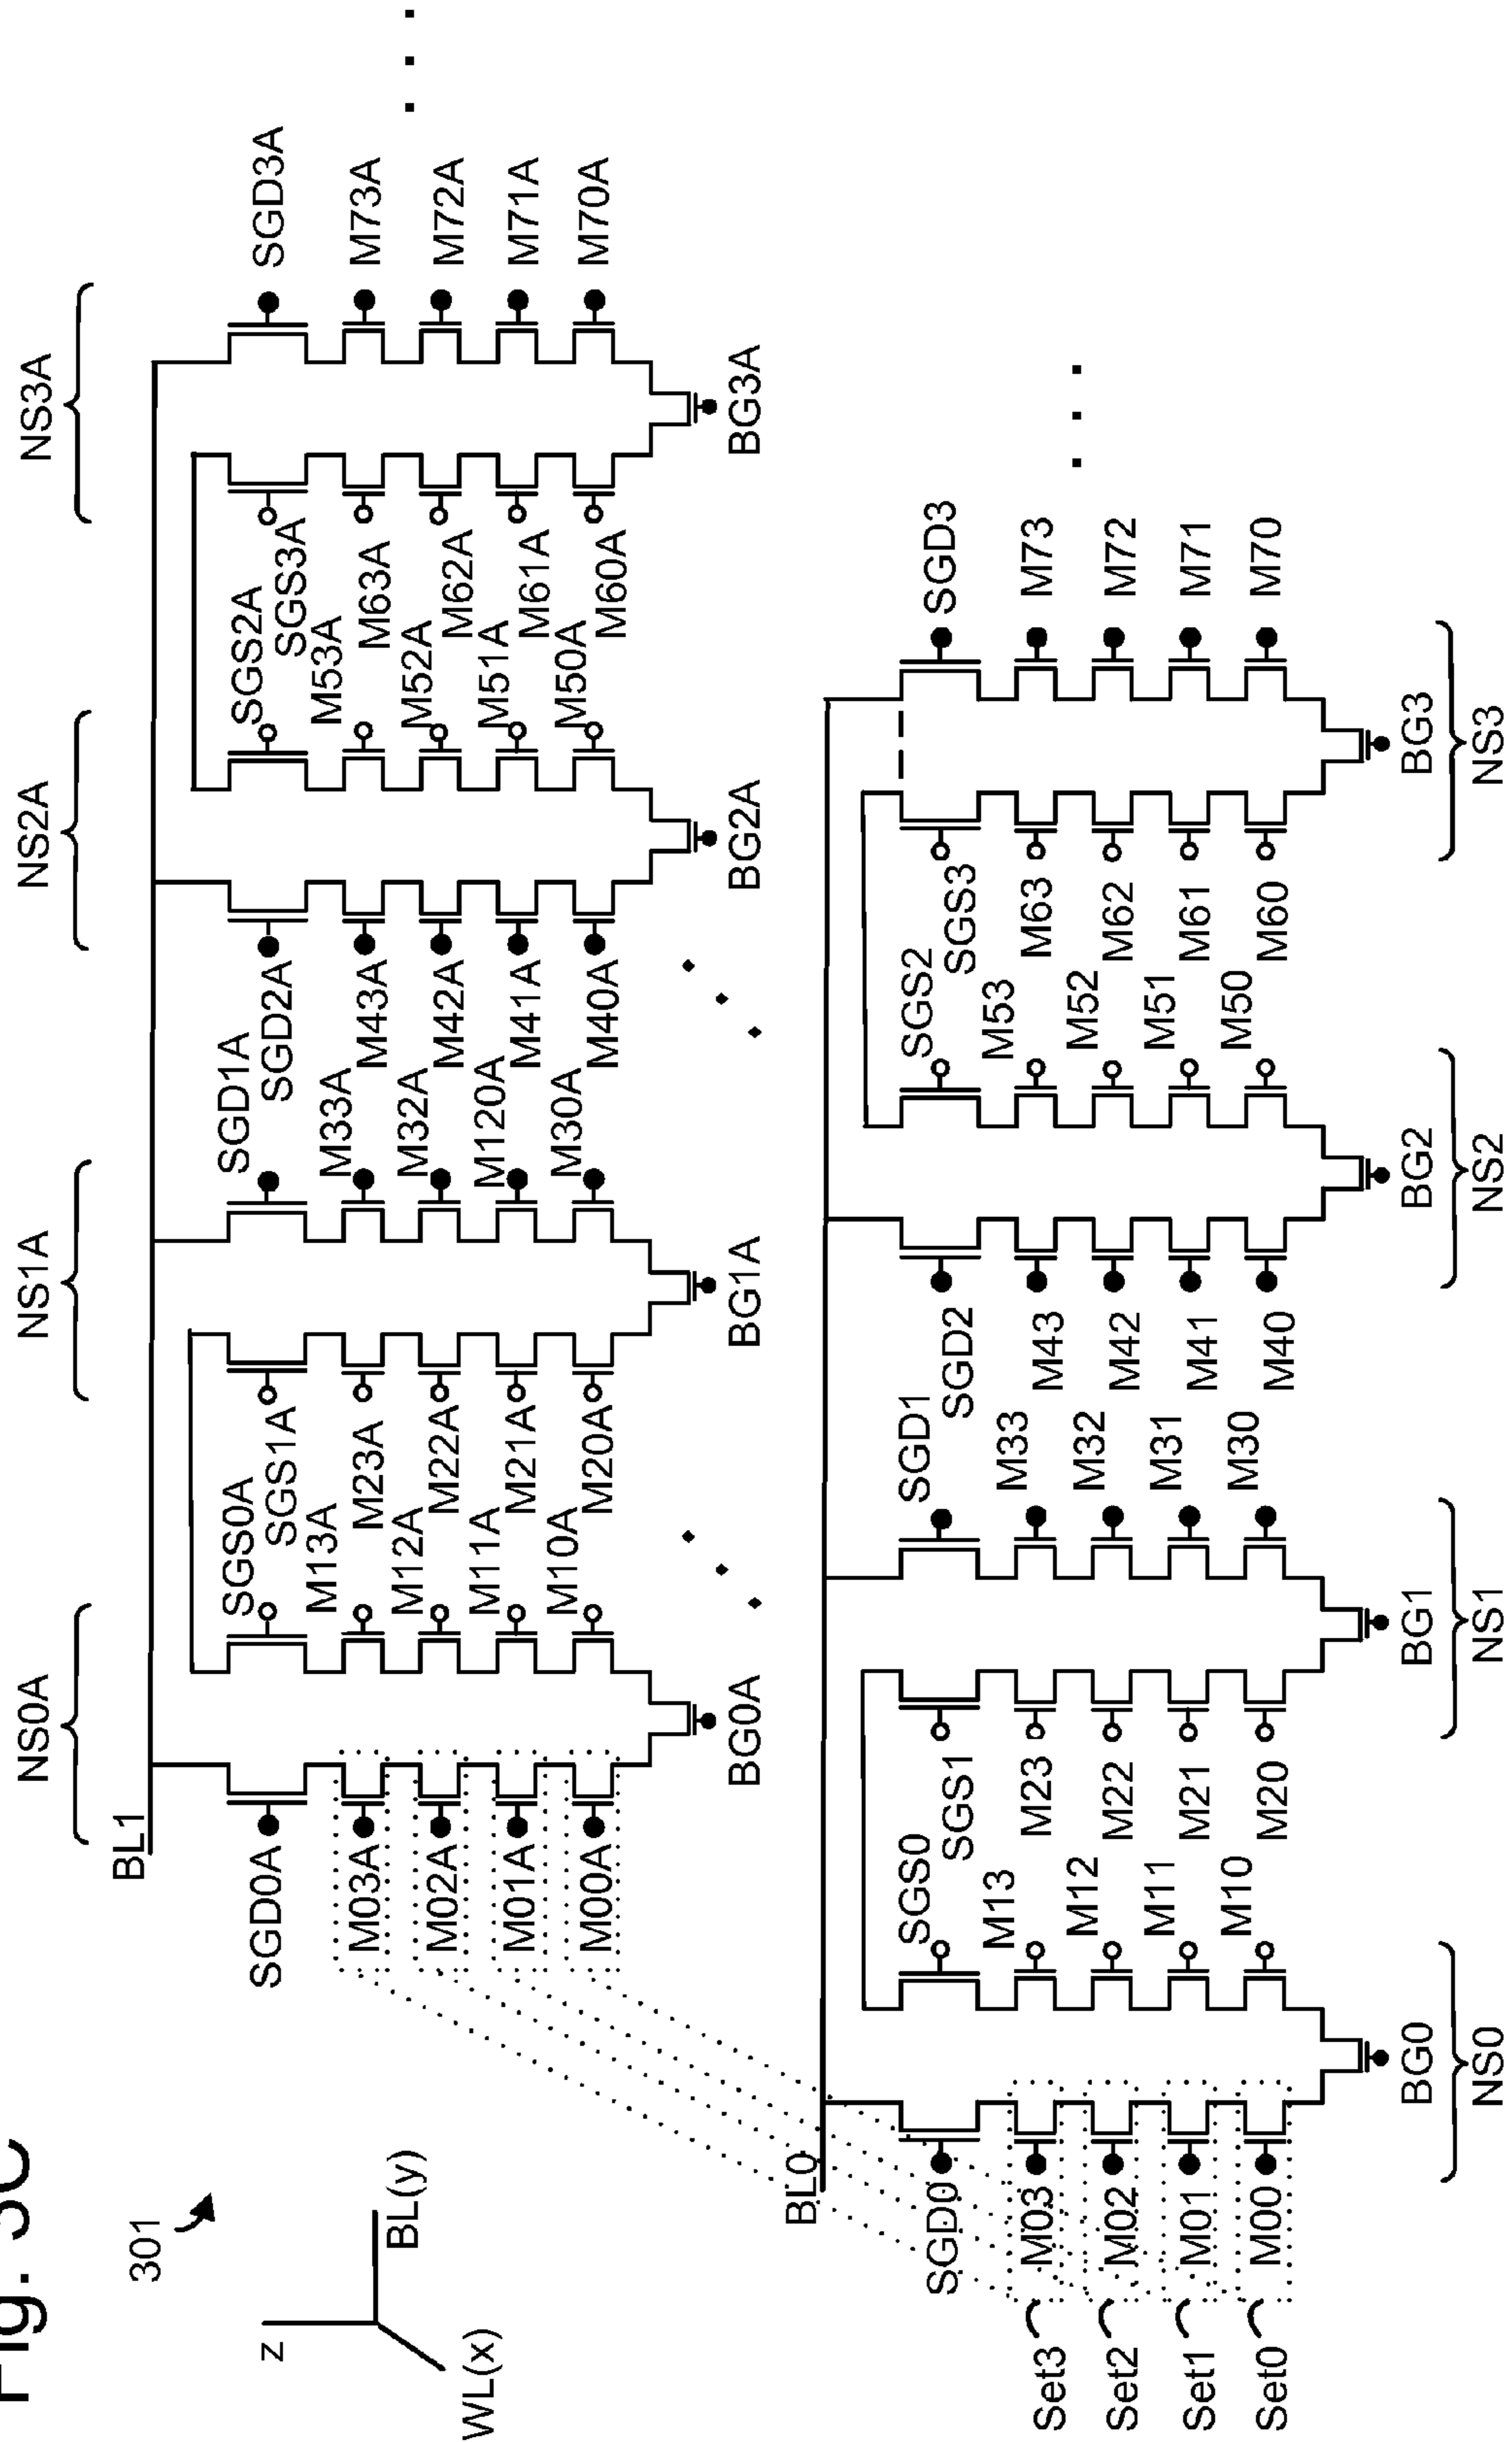 Fig. 3C
301
z
BL(y)
WL(x)
NS0A NS1A NS2A NS3A
BL1
SGD0A SGS0A SGS1A SGD1A SGD2A SGS2A SGS3A SGD3A
M03A M13A M23A M33A M43A M53A M63A M73A
M02A M12A M22A M32A M42A M52A M62A M72A
M01A M11A M21A M120A M41A M51A M61A M71A
M00A M10A M20A M30A M40A M50A M60A M70A
BG0A BG1A BG2A BG3A
BL0
SGD0 SGS0 SGS1 SGD1 SGD2 SGS2 SGS3 SGD3
Set3 M03 M13 M23 M33 M43 M53 M63 M73
Set2 M02 M12 M22 M32 M42 M52 M62 M72
Set1 M01 M11 M21 M31 M41 M51 M61 M71
Set0 M00 M10 M20 M30 M40 M50 M60 M70
BG0 BG1 BG2 BG3
NS0 NS1 NS2 NS3